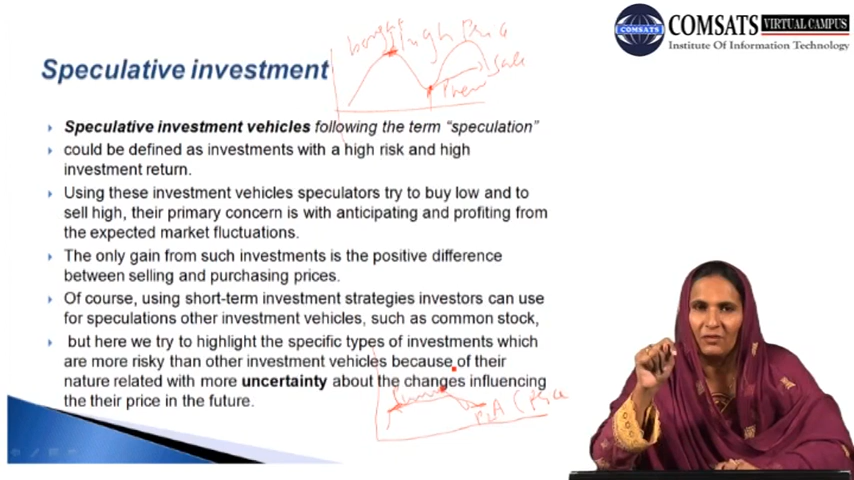 COMSATS VIRTUAL CAMPUS
COMSATS
Institute Of Information Technology
bought high Price
Sale
Speculative investment
Speculative investment vehicles following the term “speculation”
could be defined as investments with a high risk and high
investment return.
Using these investment vehicles speculators try to buy low and to
sell high, their primary concern is with anticipating and profiting from
the expected market fluctuations.
The only gain from such investments is the positive difference
between selling and purchasing prices.
Of course, using short-term investment strategies investors can use
for speculations other investment vehicles, such as common stock,
but here we try to highlight the specific types of investments which
are more risky than other investment vehicles because of their
nature related with more uncertainty about the changes influencing
the their price in the future.
Price